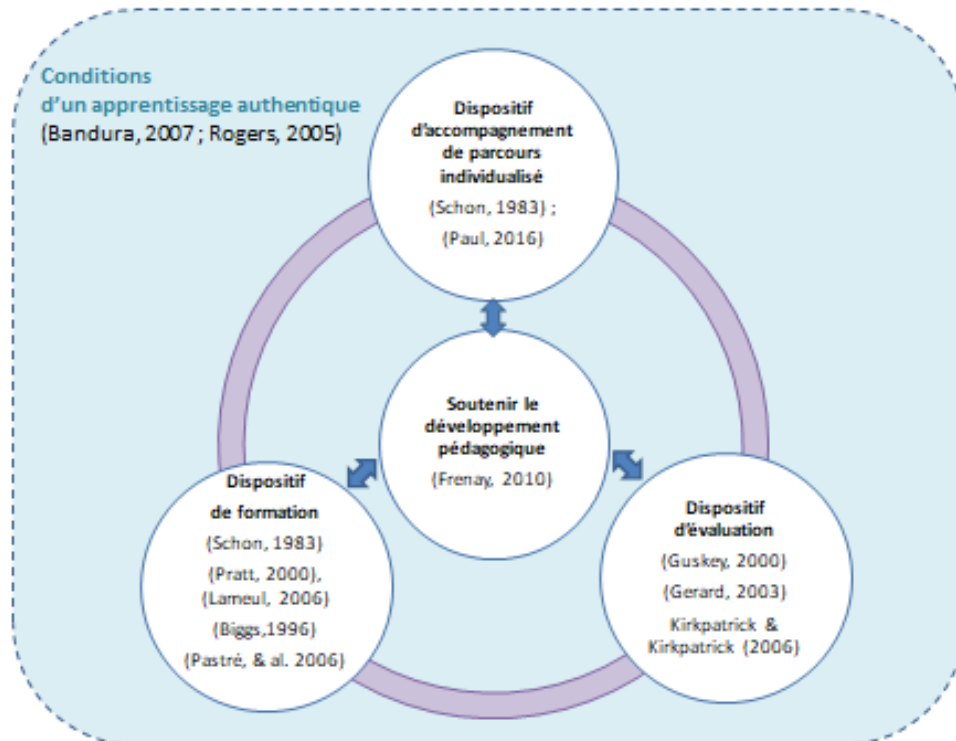 Conditions
d'un apprentissage authentique
(Bandura, 2007 ; Rogers, 2005)
Dispositif
d'accompagnement
de parcours
individualisé
(Schon, 1983) ;
(Paul, 2016)
Soutenir le
développement
pédagogique
(Frenay, 2010)
Dispositif
de formation
(Schon, 1983)
(Pratt, 2000),
(Lameul, 2006)
(Biggs,1996)
(Pastré, & al. 2006)
Dispositif
d'évaluation
(Guskey, 2000)
(Gerard, 2003)
Kirkpatrick &
Kirkpatrick (2006)